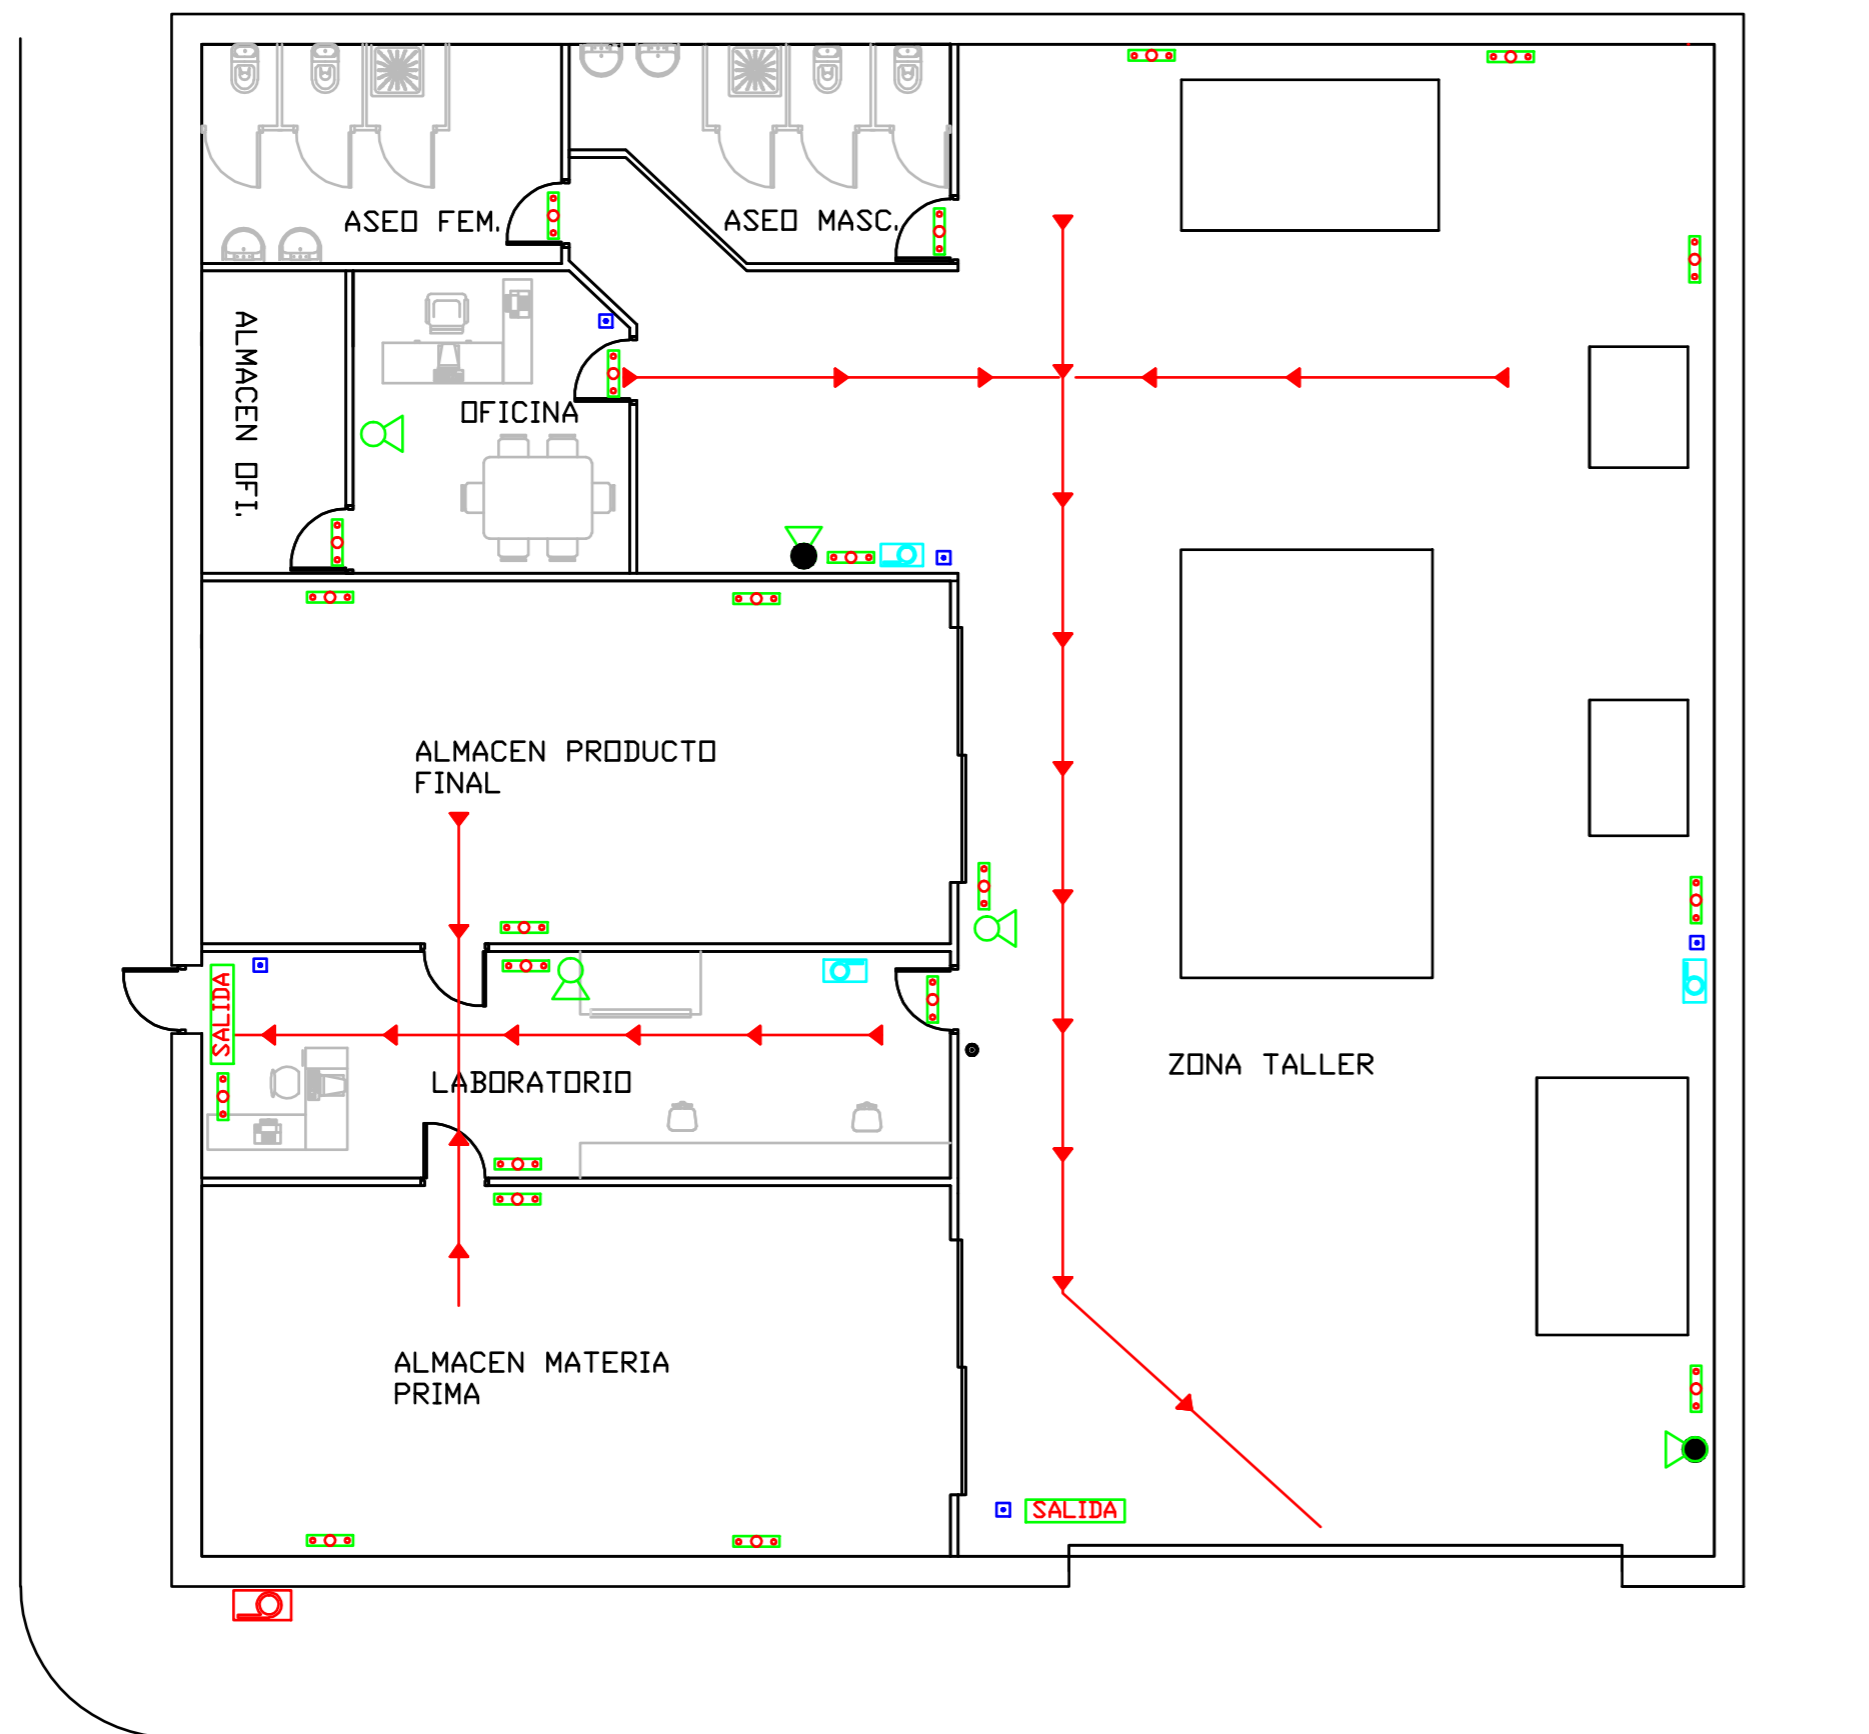 ASEO FEM.
ASEO MASC.
ALMACEN OFI.
OFICINA
ALMACEN PRODUCTO
FINAL
SALIDA
LABORATORIO
ZONA TALLER
ALMACEN MATERIA
PRIMA
SALIDA